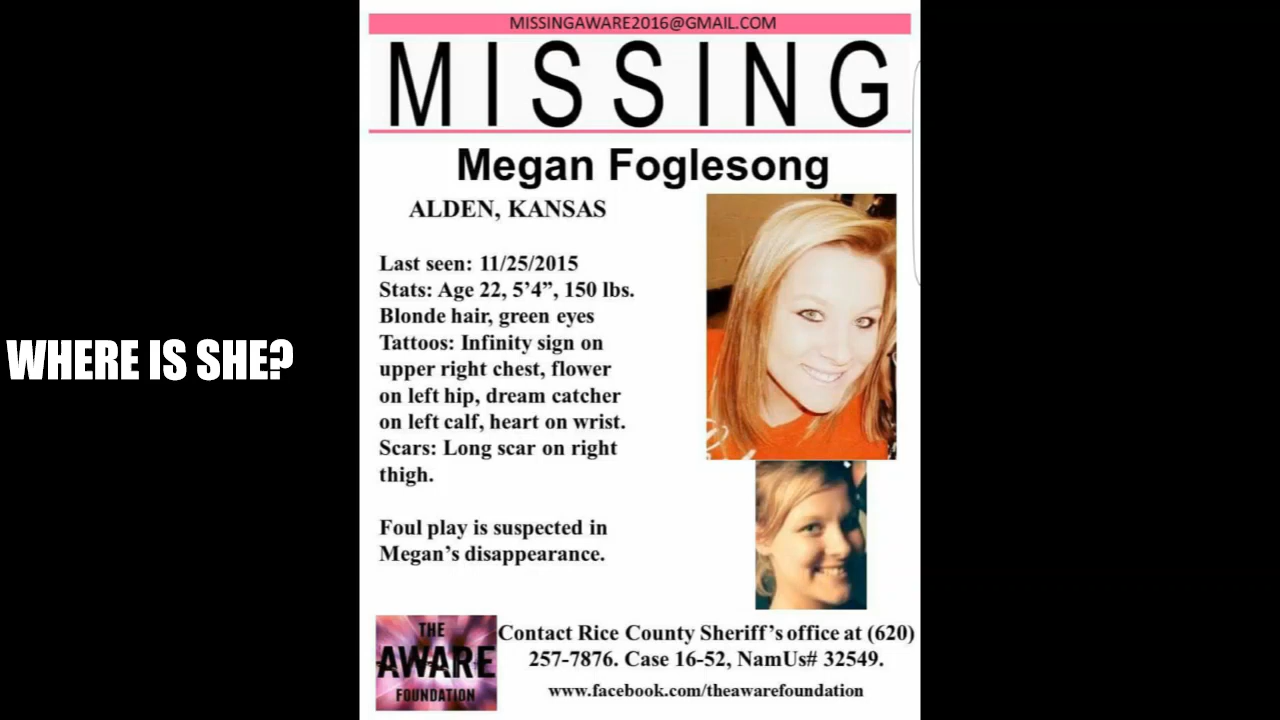 MISSINGAWARE2016@GMAIL.COM
MISSING
Megan Foglesong
ALDEN, KANSAS
Last seen: 11/25/2015
Stats: Age 22, 5’4”, 150 lbs.
Blonde hair, green eyes
Tattoos: Infinity sign on
upper right chest, flower
on left hip, dream catcher
on left calf, heart on wrist.
Scars: Long scar on right
thigh.
Foul play is suspected in
Megan’s disappearance.
WHERE IS SHE?
THE
AWARE
FOUNDATION
Contact Rice County Sheriff’s office at (620)
257-7876. Case 16-52, NamUs# 32549.
www.facebook.com/theawarefoundation